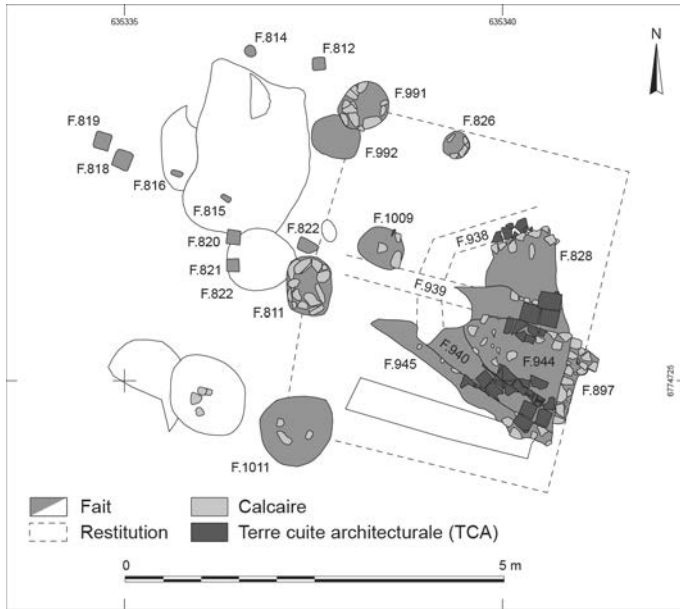 635335
635340
N
F.814
F.812
F.991
F.819
F.826
F.818
F.992
F.816
F.815
F.822
F.1009
F.820
F.938
F.828
F.821
F.939
F.822
F.811
F.940
F.944
F.945
F.897
6774725
F.1011
Fait
Calcaire
Restitution
Terre cuite architecturale (TCA)
0
5 m